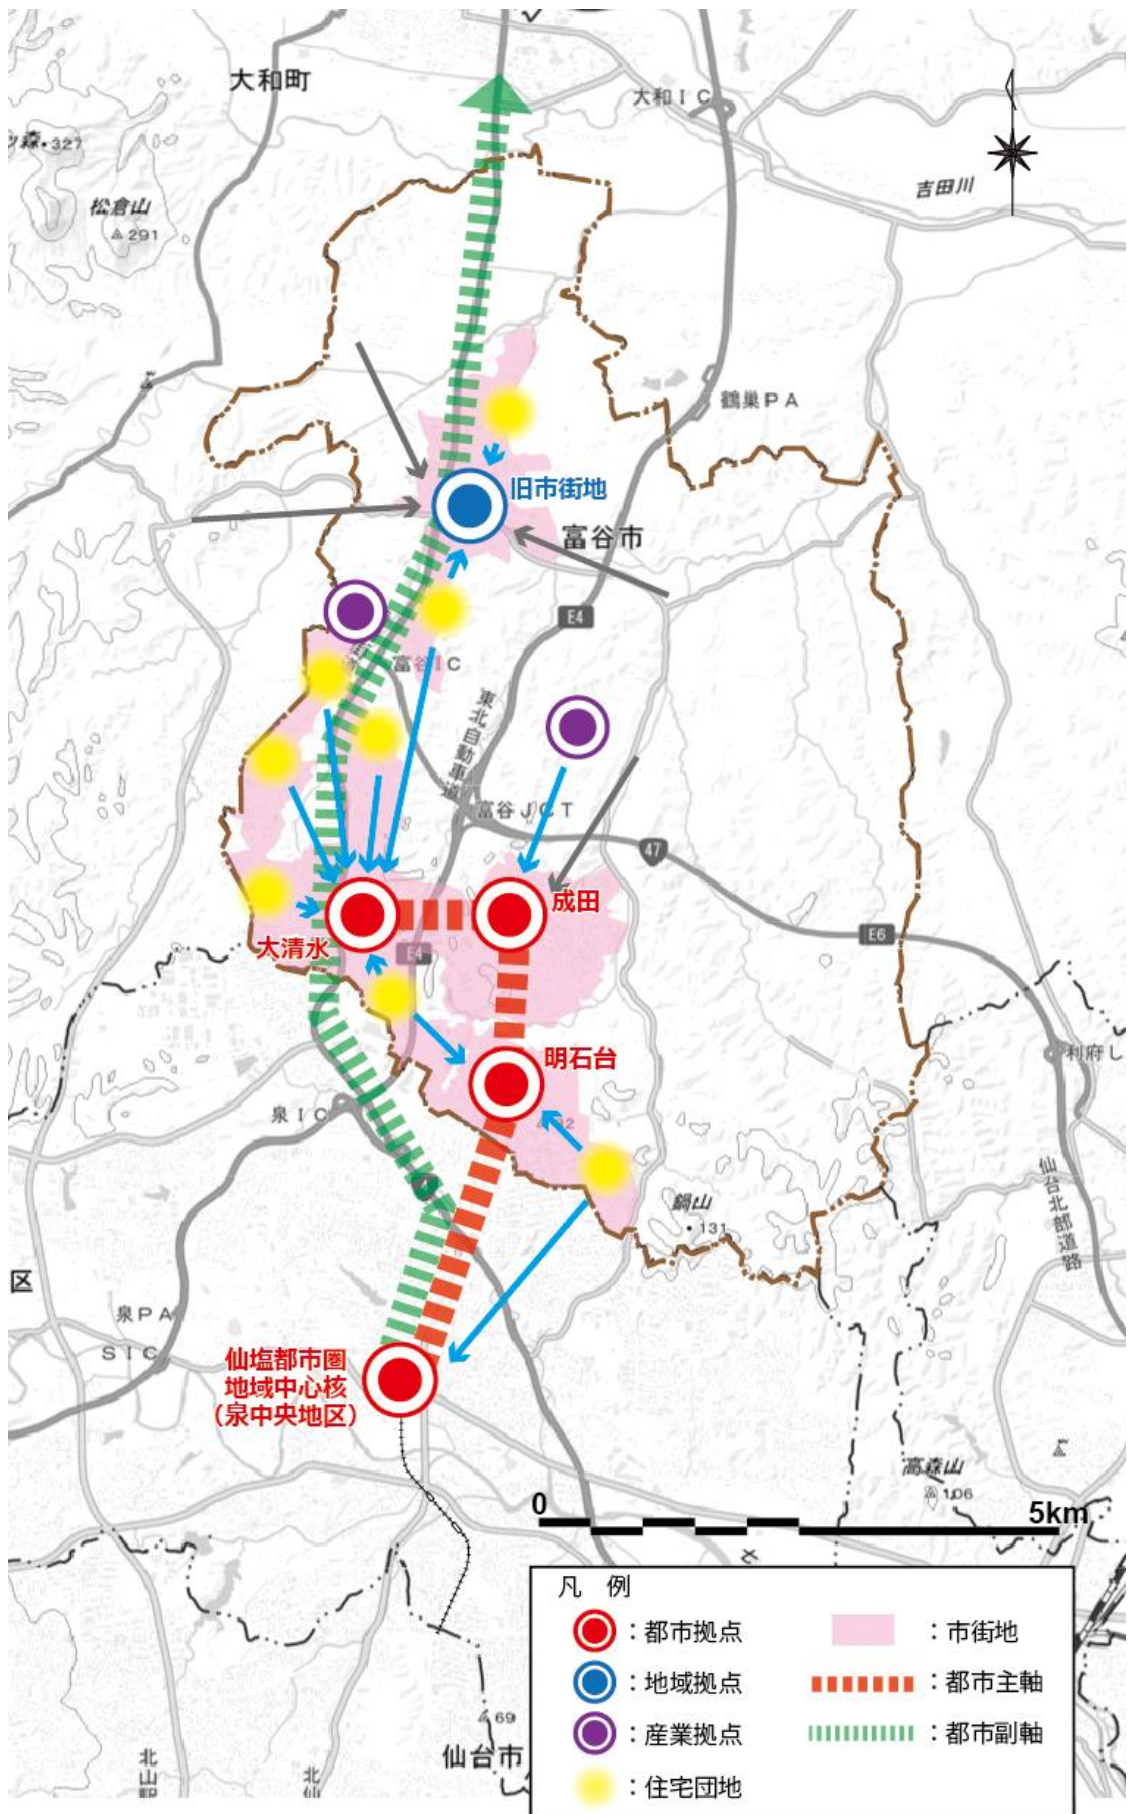 大和町
大和ＩＣ
森・327
松倉山
291
吉田川
鶴巣ＰＡ
旧市街地
富谷市
E4
富谷ＩＣ
東北自動車道
富谷ＪＣＴ
47
成田
大清水
E4
E6
明石台
利府し
泉ＩＣ
92
仙台北部道路
鍋山
・131
区
泉ＰＡ
ＳＩＣ
仙塩都市圏
地域中心核
（泉中央地区）
高森山
106
0
5km
凡　例
：都市拠点
：市街地
：地域拠点
：都市主軸
：産業拠点
：都市副軸
：住宅団地
69
仙台市
北山駅
北仙